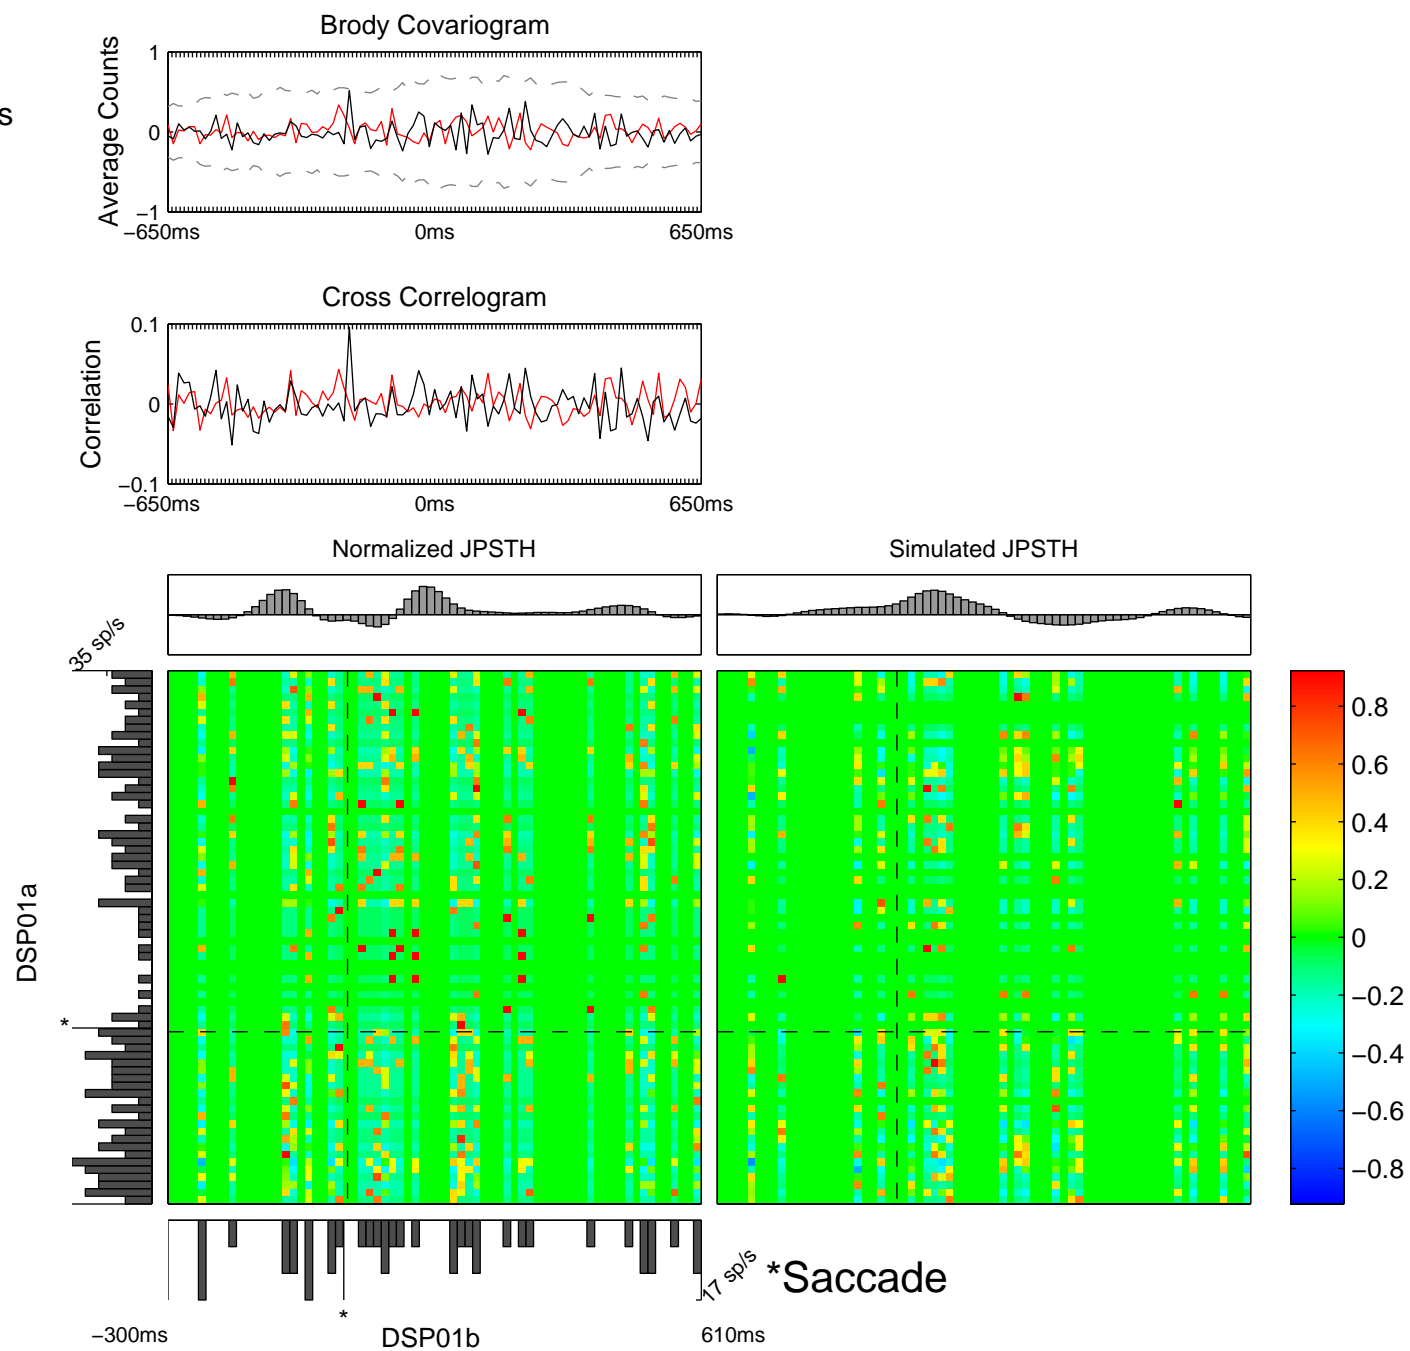 Brody Covariogram
s
Average Counts
1
0
−1
−650ms
0ms
650ms
Cross Correlogram
Correlation
0.1
0
−0.1
−650ms
0ms
650ms
Normalized JPSTH
Simulated JPSTH
35 sp/s
DSP01a
*
0.8
0.6
0.4
0.2
0
−0.2
−0.4
−0.6
−0.8
17 sp/s
*Saccade
*
−300ms
DSP01b
610ms